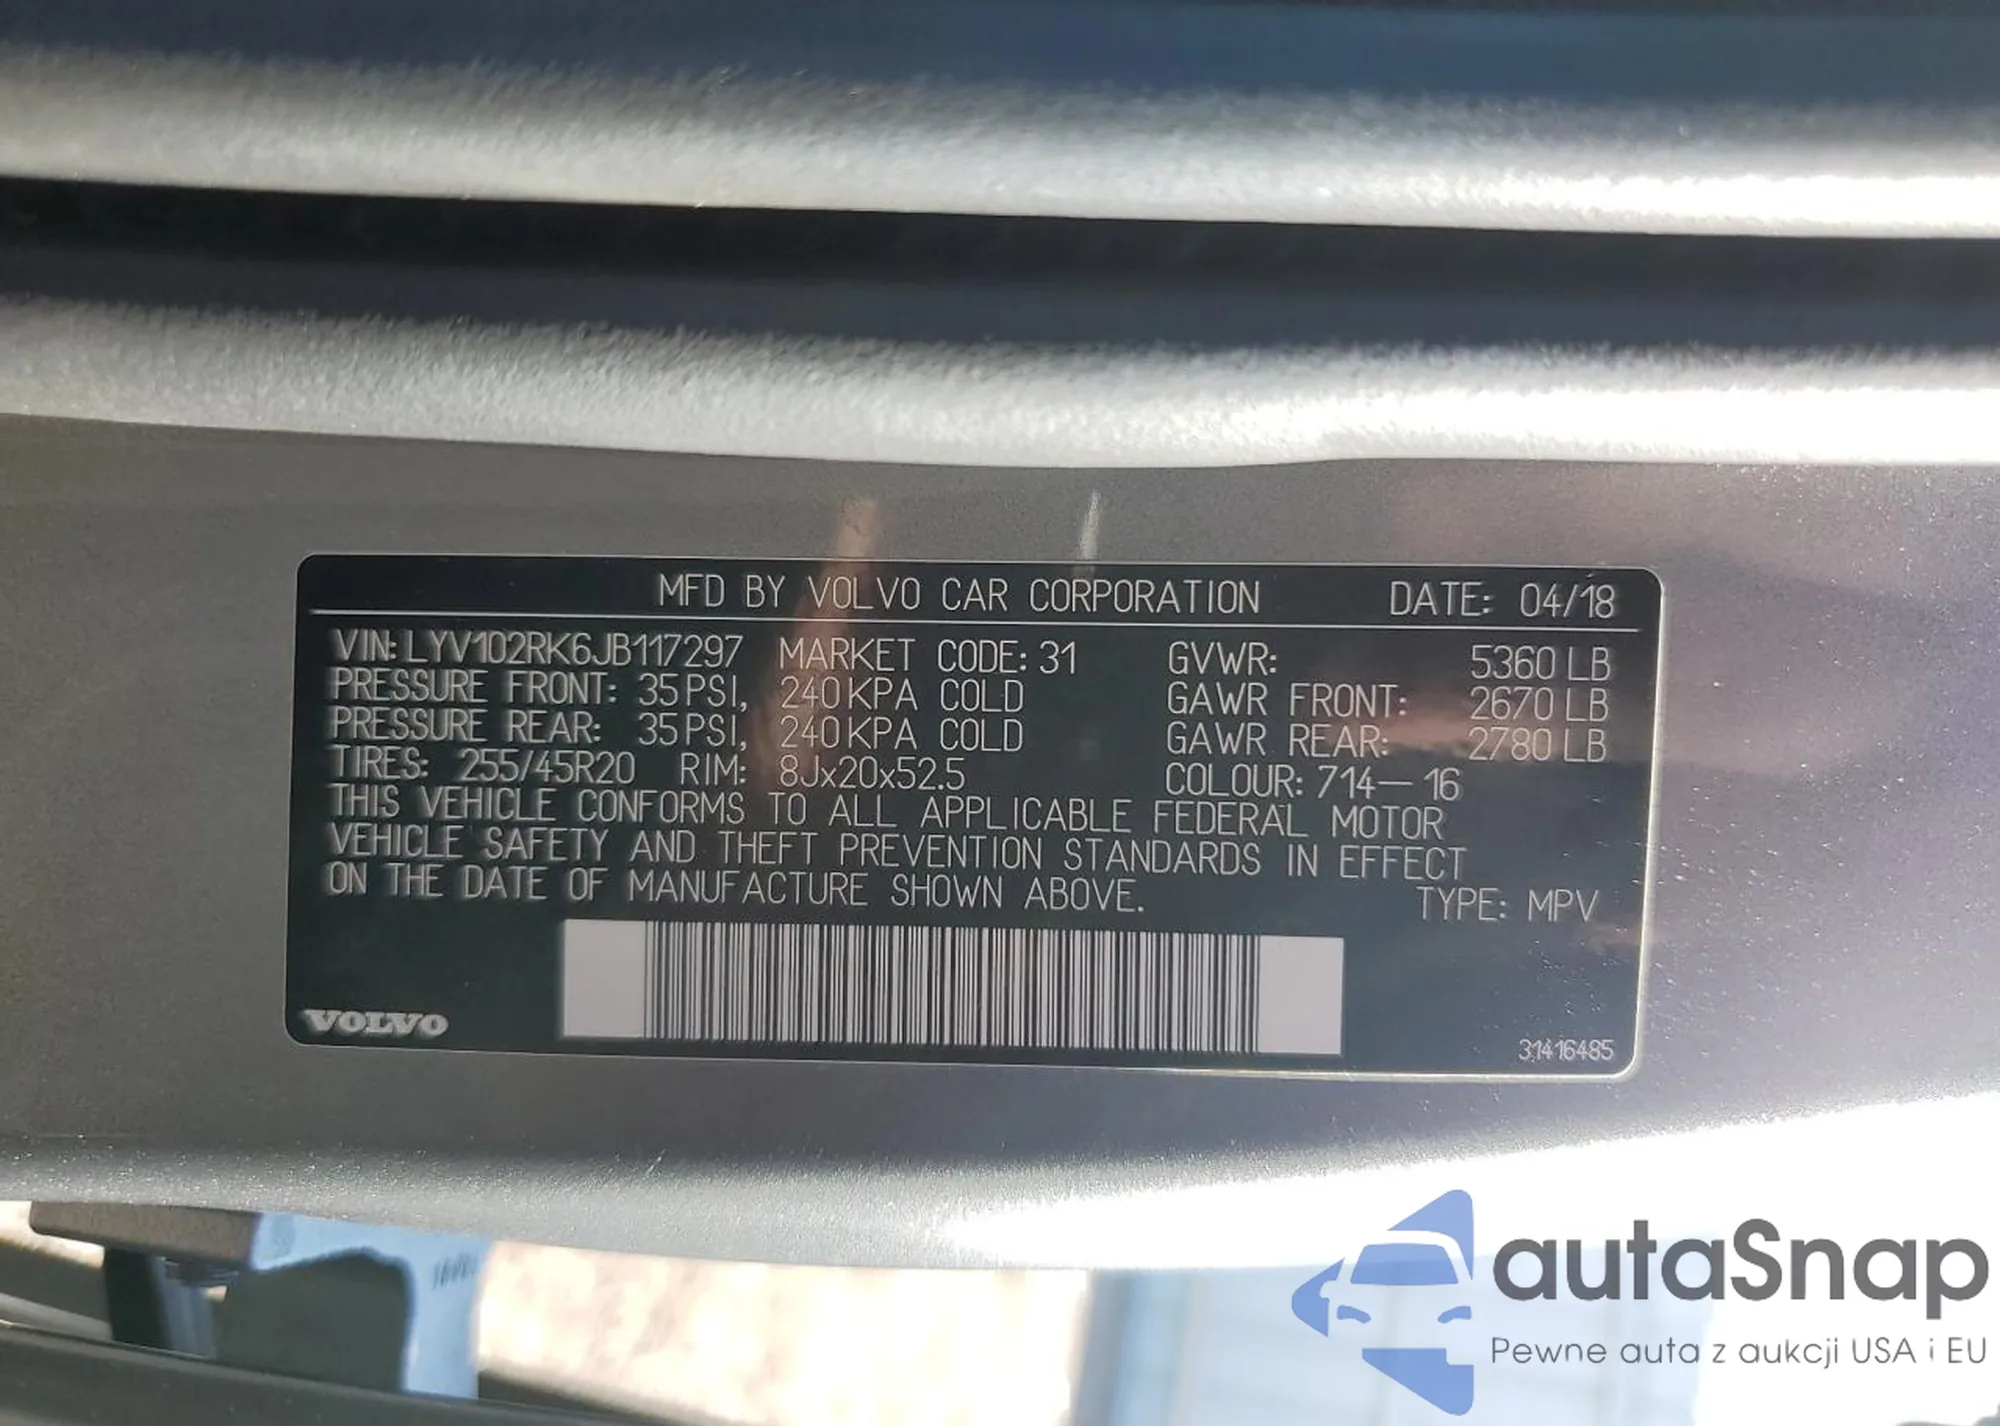 MFD BY VOLVO CAR CORPORATION DATE: 04/18
VIN: LYV102RK6JB117297 MARKET CODE: 31 GVWR: 5360 LB
PRESSURE FRONT: 35 PSI, 240 KPA COLD GAWR FRONT: 2670 LB
PRESSURE REAR: 35 PSI, 240 KPA COLD GAWR REAR: 2780 LB
TIRES: 255/45R20 RIM: 8Jx20x52.5 COLOUR: 714-16
THIS VEHICLE CONFORMS TO ALL APPLICABLE FEDERAL MOTOR
VEHICLE SAFETY AND THEFT PREVENTION STANDARDS IN EFFECT
ON THE DATE OF MANUFACTURE SHOWN ABOVE. TYPE: MPV
VOLVO
31416485
autaSnap
Pewne auta z aukcji USA i EU